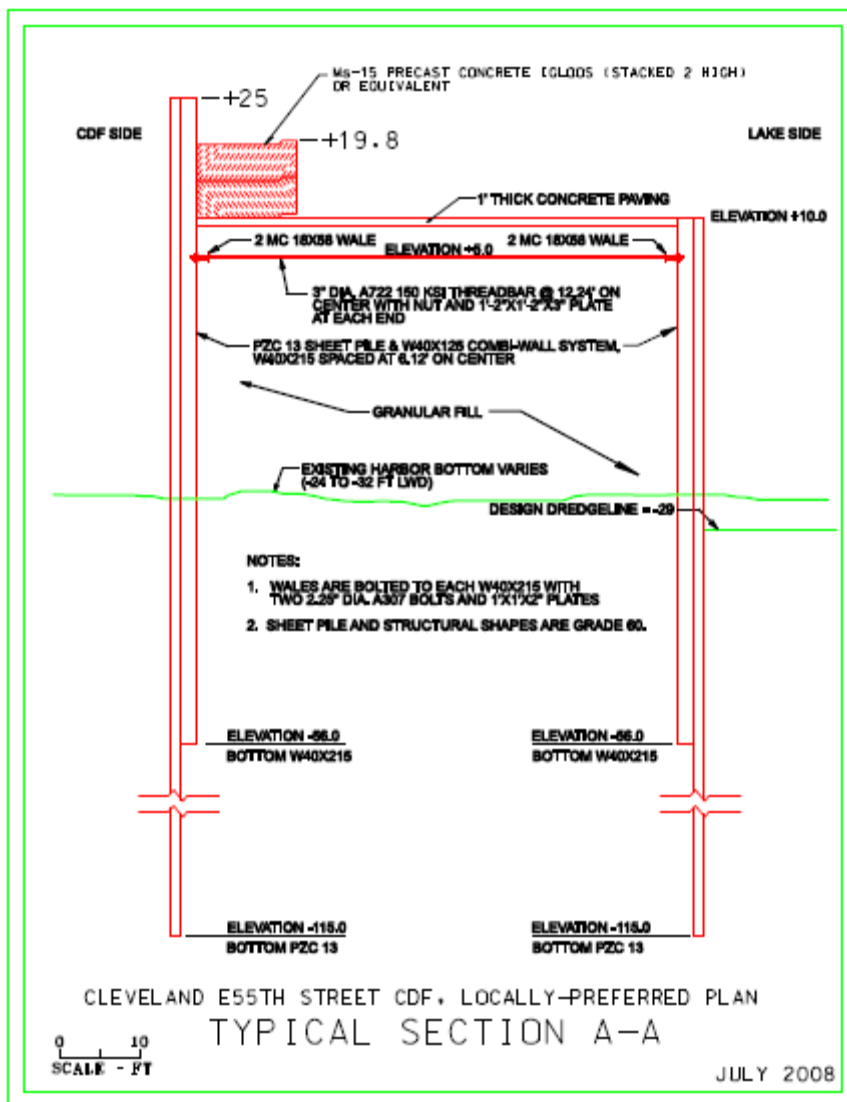 Ms-15 PRECAST CONCRETE IGLOOS (STACKED 2 HIGH)
OR EQUIVALENT
+25
CDF SIDE
+19.8
LAKE SIDE
1' THICK CONCRETE PAVING
ELEVATION +10.0
2 MC 18X58 WALE
ELEVATION +5.0
2 MC 18X58 WALE
3" DIA. A722 150 KSI THREADBAR @ 12.24' ON
CENTER WITH NUT AND 1'-2"X1'-2"X3" PLATE
AT EACH END
PZC 13 SHEET PILE & W40X125 COMBI-WALL SYSTEM,
W40X215 SPACED AT 6.12' ON CENTER
GRANULAR FILL
EXISTING HARBOR BOTTOM VARIES
(-24 TO -32 FT LWD)
DESIGN DREDGELINE = -29
NOTES:
1. WALES ARE BOLTED TO EACH W40X215 WITH
TWO 2.25" DIA. A307 BOLTS AND 1'X1'X2" PLATES
2. SHEET PILE AND STRUCTURAL SHAPES ARE GRADE 60.
ELEVATION -56.0
BOTTOM W40X215
ELEVATION -56.0
BOTTOM W40X215
ELEVATION -115.0
BOTTOM PZC 13
ELEVATION -115.0
BOTTOM PZC 13
CLEVELAND E55TH STREET CDF, LOCALLY-PREFERRED PLAN
TYPICAL SECTION A-A
0 10
SCALE - FT
JULY 2008